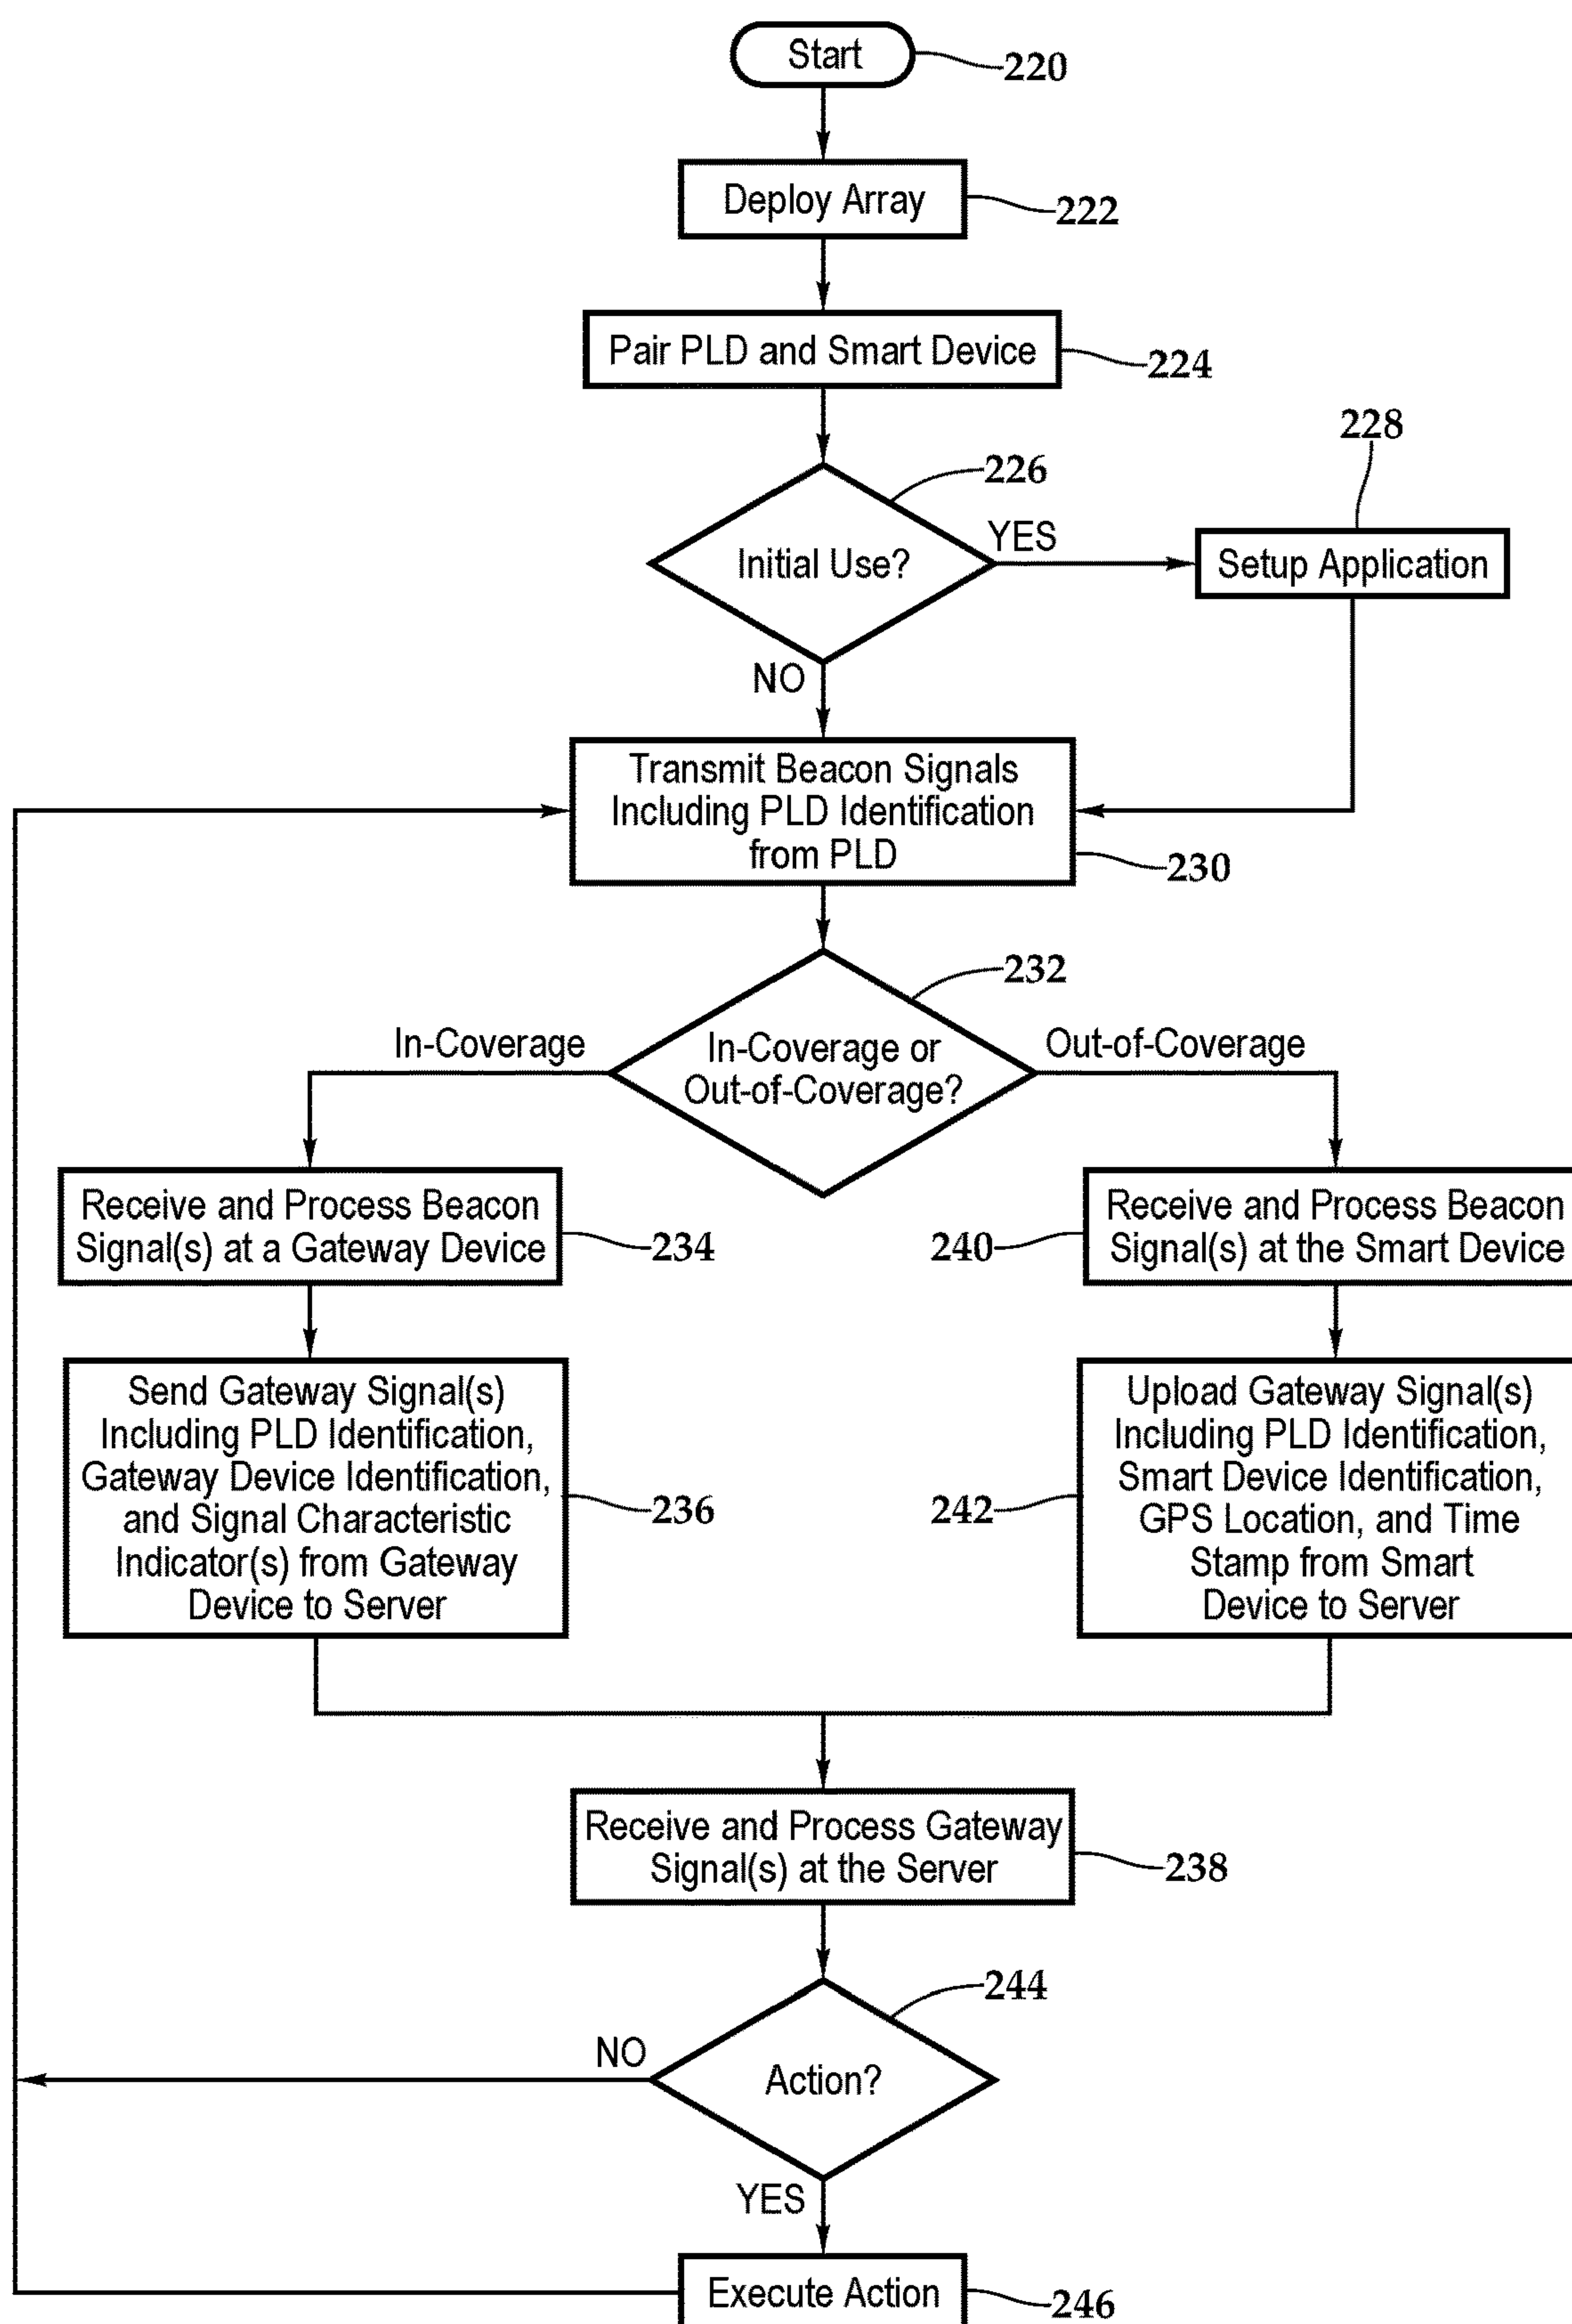 Start
220
Deploy Array
222
Pair PLD and Smart Device
224
226
228
Initial Use?
YES
Setup Application
NO
Transmit Beacon Signals
Including PLD Identification
from PLD
230
232
In-Coverage
In-Coverage or
Out-of-Coverage?
Out-of-Coverage
Receive and Process Beacon
Signal(s) at a Gateway Device
234
240
Receive and Process Beacon
Signal(s) at the Smart Device
Send Gateway Signal(s)
Including PLD Identification,
Gateway Device Identification,
and Signal Characteristic
Indicator(s) from Gateway
Device to Server
236
242
Upload Gateway Signal(s)
Including PLD Identification,
Smart Device Identification,
GPS Location, and Time
Stamp from Smart
Device to Server
Receive and Process Gateway
Signal(s) at the Server
238
244
NO
Action?
YES
Execute Action
246